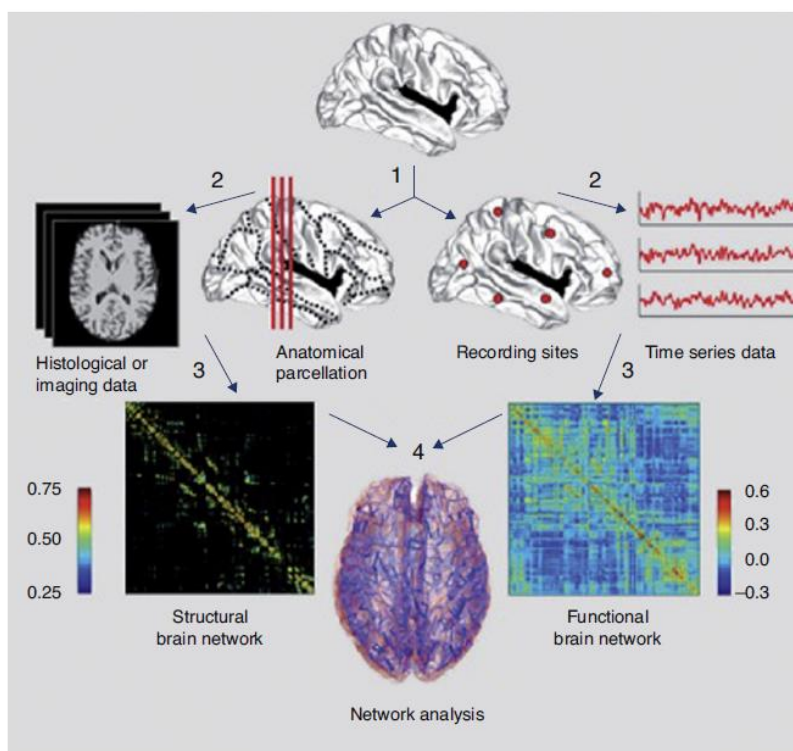 1
2
2
Histological or
imaging data
Anatomical
parcellation
Recording sites
Time series data
3
3
4
0.75
0.50
0.25
0.6
0.3
0.0
–0.3
Structural
brain network
Functional
brain network
Network analysis